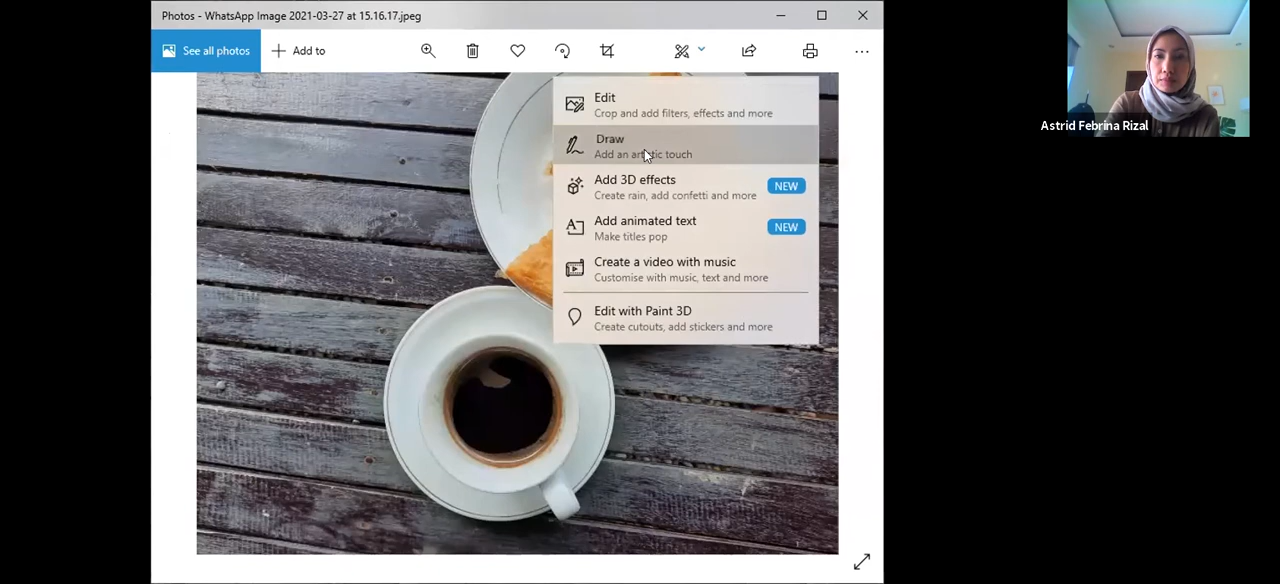 Photos - WhatsApp Image 2021-03-27 at 15.16.17.jpeg
See all photos
Add to
Edit
Crop and add filters, effects and more
Draw
Add an artistic touch
Add 3D effects
NEW
Create rain, add confetti and more
Add animated text
NEW
Make titles pop
Create a video with music
Customise with music, text and more
Edit with Paint 3D
Create cutouts, add stickers and more
Astrid Febrina Rizal